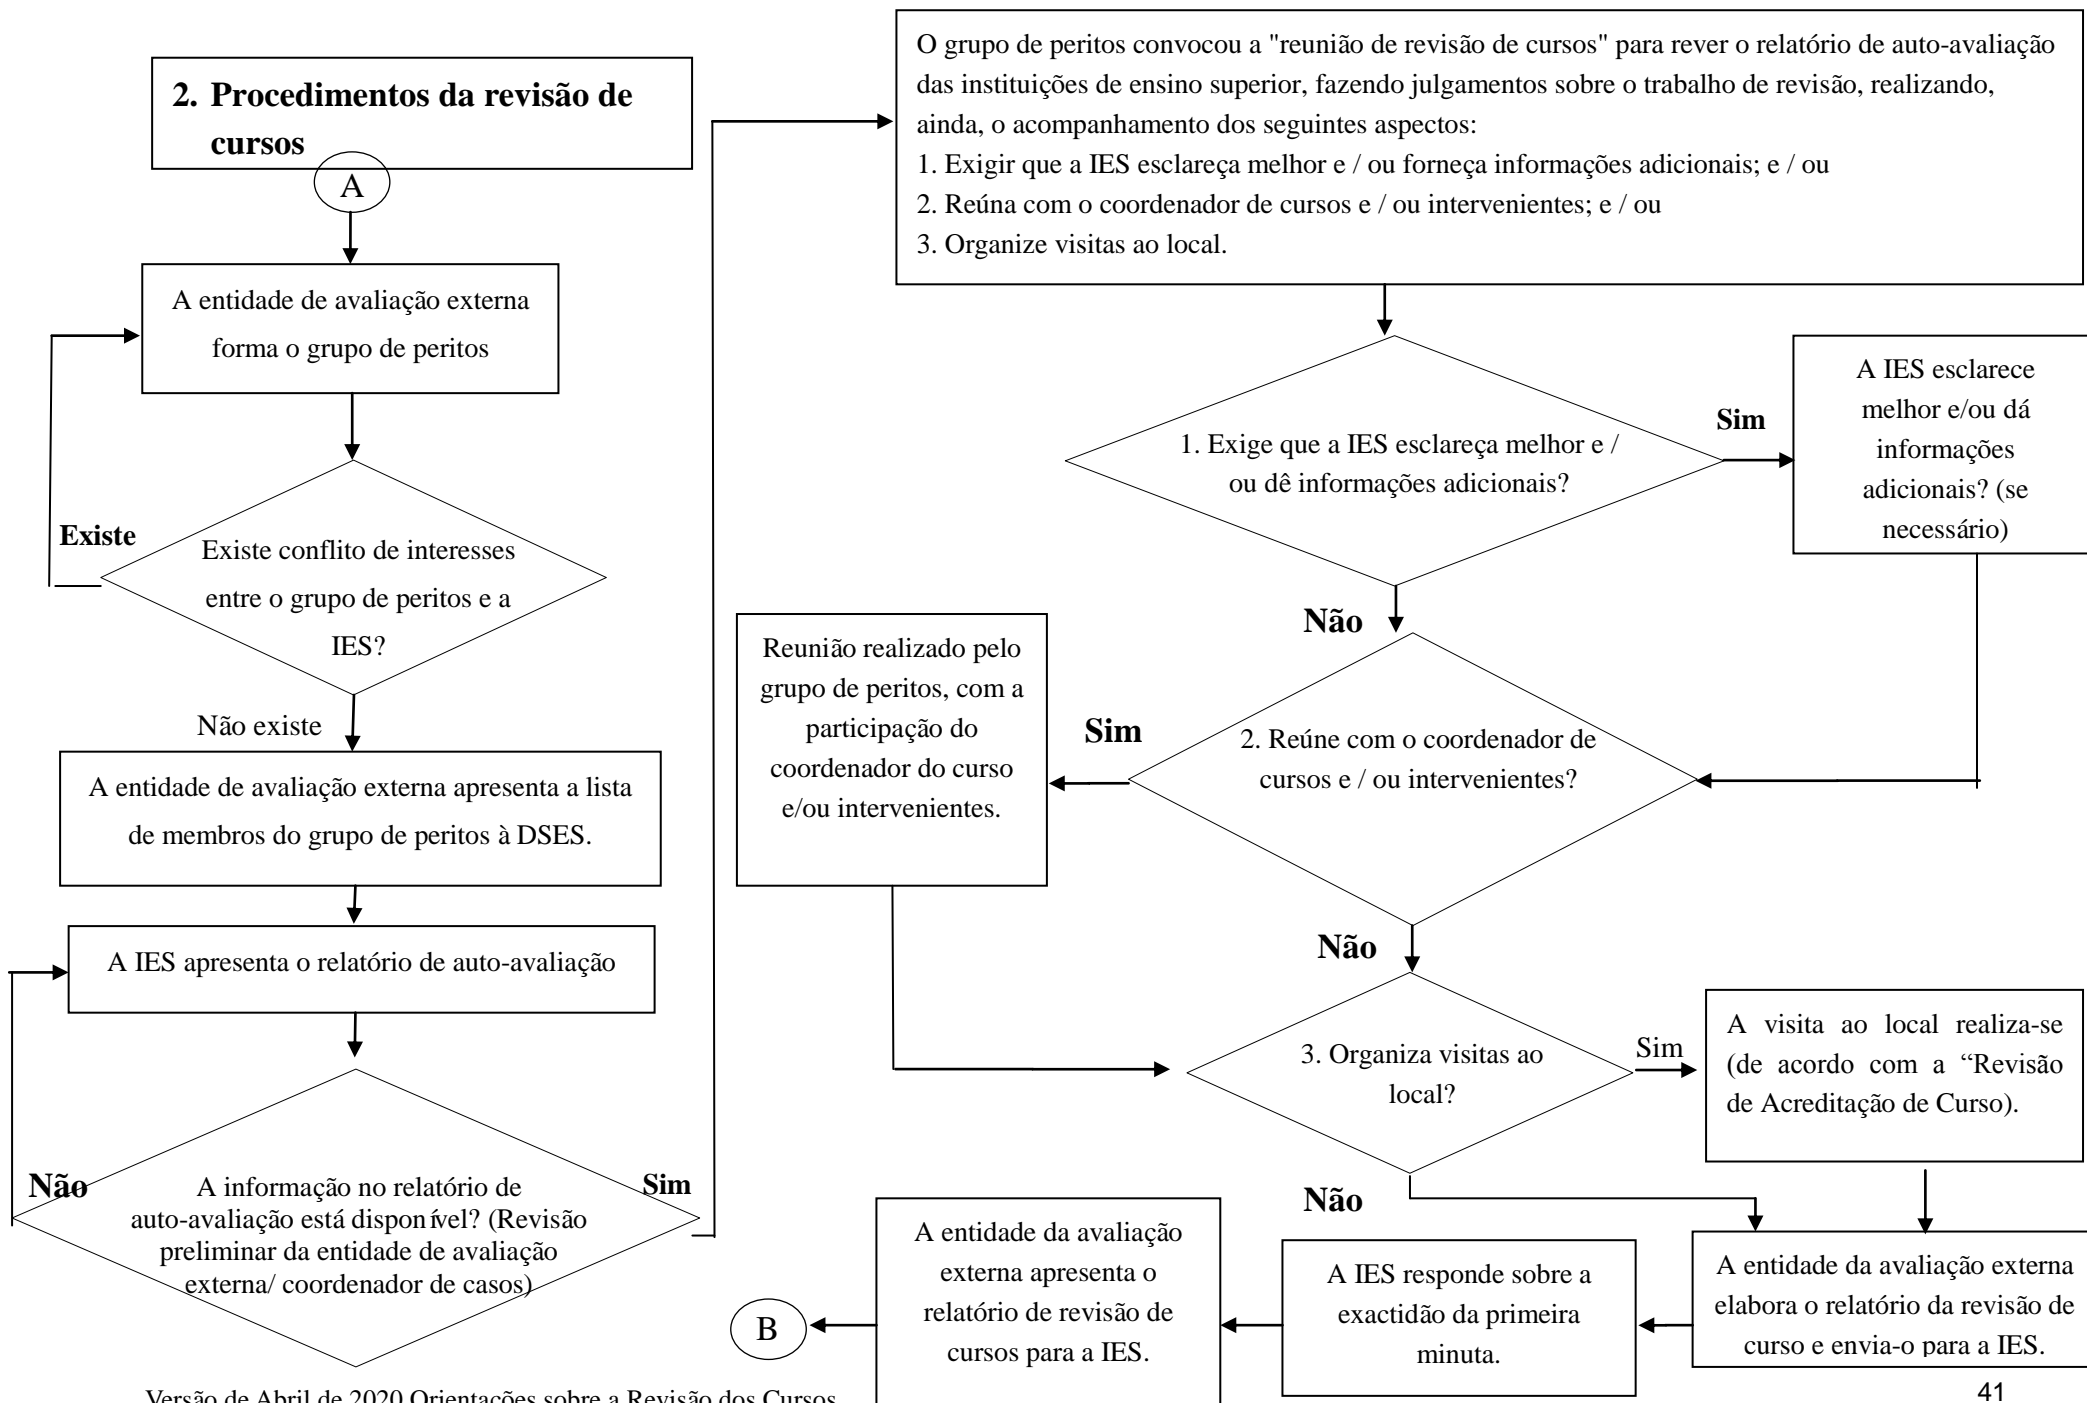 2. Procedimentos da revisão de
cursos
A
A entidade de avaliação externa
forma o grupo de peritos
Existe
Existe conflito de interesses
entre o grupo de peritos e a
IES?
Não existe
A entidade de avaliação externa apresenta a lista
de membros do grupo de peritos à DSES.
A IES apresenta o relatório de auto-avaliação
Não
Sim
A informação no relatório de
auto-avaliação está disponível? (Revisão
preliminar da entidade de avaliação
externa/ coordenador de casos)
O grupo de peritos convocou a "reunião de revisão de cursos" para rever o relatório de auto-avaliação
das instituições de ensino superior, fazendo julgamentos sobre o trabalho de revisão, realizando,
ainda, o acompanhamento dos seguintes aspectos:
1. Exigir que a IES esclareça melhor e / ou forneça informações adicionais; e / ou
2. Reúna com o coordenador de cursos e / ou intervenientes; e / ou
3. Organize visitas ao local.
1. Exige que a IES esclareça melhor e /
ou dê informações adicionais?
Sim
A IES esclarece
melhor e/ou dá
informações
adicionais? (se
necessário)
Não
2. Reúne com o coordenador de
cursos e / ou intervenientes?
Sim
Reunião realizado pelo
grupo de peritos, com a
participação do
coordenador do curso
e/ou intervenientes.
Não
3. Organiza visitas ao
local?
Sim
A visita ao local realiza-se
(de acordo com a “Revisão
de Acreditação de Curso).
Não
A entidade da avaliação externa
elabora o relatório da revisão de
curso e envia-o para a IES.
A IES responde sobre a
exactidão da primeira
minuta.
A entidade da avaliação
externa apresenta o
relatório de revisão de
cursos para a IES.
B
Versão de Abril de 2020 Orientações sobre a Revisão dos Cursos
41